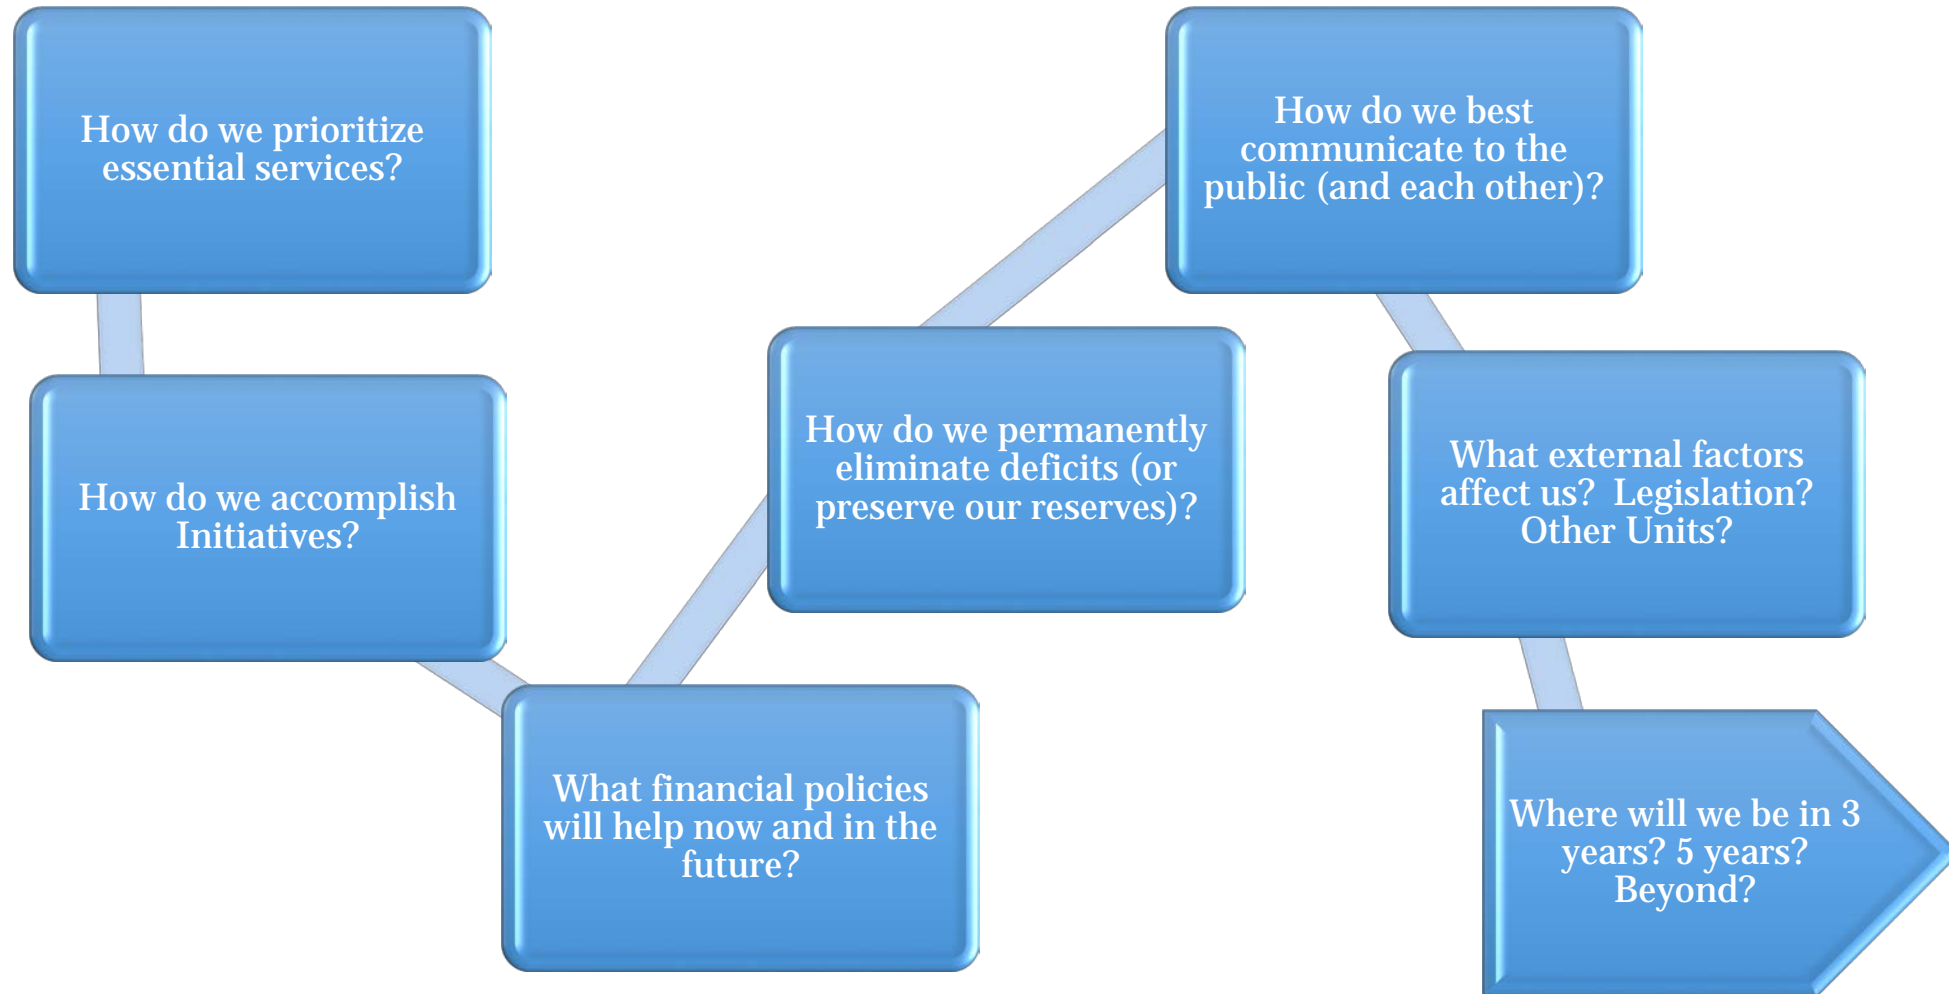 How do we prioritize
essential services?
How do we accomplish
Initiatives?
What financial policies
will help now and in the
future?
How do we permanently
eliminate deficits (or
preserve our reserves)?
How do we best
communicate to the
public (and each other)?
What external factors
affect us?  Legislation?
Other Units?
Where will we be in 3
years? 5 years?
Beyond?